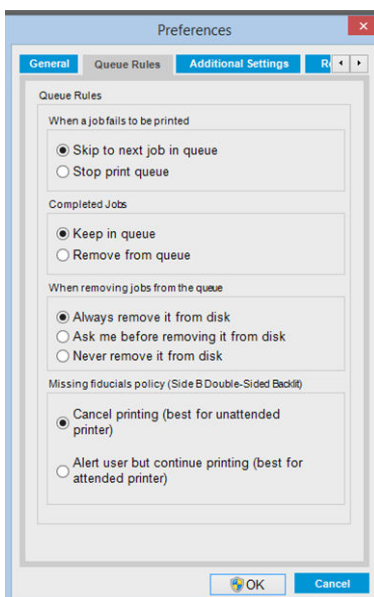 Preferences
General
Queue Rules
Additional Settings
Queue Rules
When a job fails to be printed
Skip to next job in queue
Stop print queue
Completed Jobs
Keep in queue
Remove from queue
When removing jobs from the queue
Always remove it from disk
Ask me before removing it from disk
Never remove it from disk
Missing fiducials policy (Side B Double-Sided Backlit)
Cancel printing (best for unattended
printer)
Alert user but continue printing (best for
attended printer)
OK
Cancel